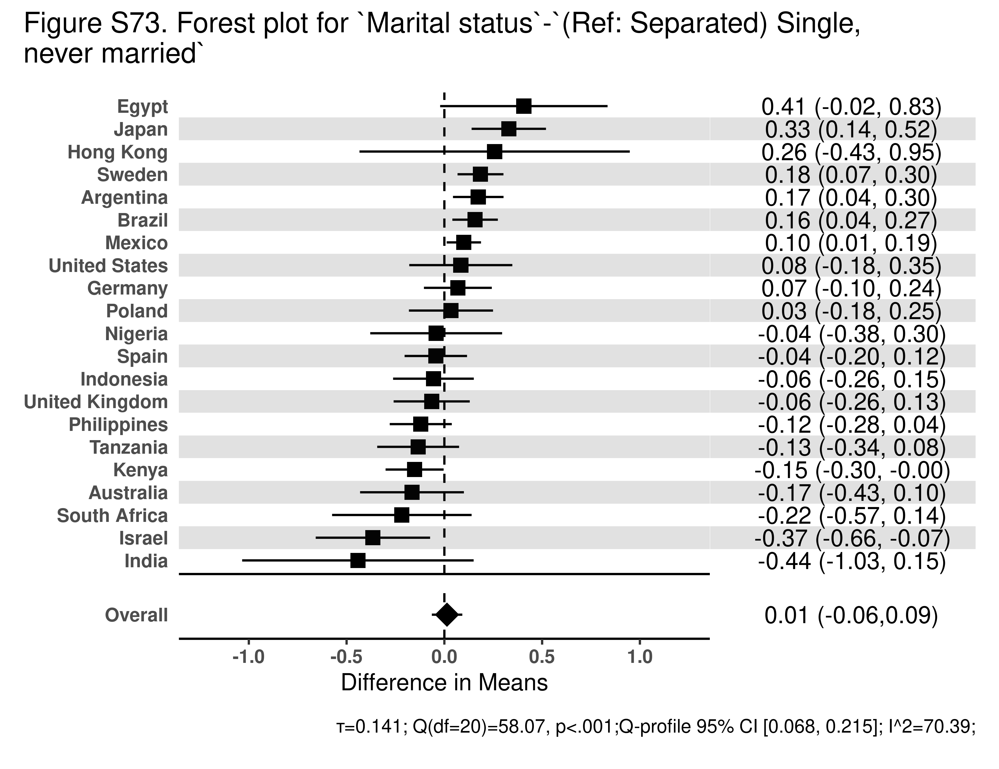 Figure S73. Forest plot for `Marital status`-`(Ref: Separated) Single,
never married`
Egypt 0.41 (-0.02, 0.83)
Japan 0.33 (0.14, 0.52)
Hong Kong 0.26 (-0.43, 0.95)
Sweden 0.18 (0.07, 0.30)
Argentina 0.17 (0.04, 0.30)
Brazil 0.16 (0.04, 0.27)
Mexico 0.10 (0.01, 0.19)
United States 0.08 (-0.18, 0.35)
Germany 0.07 (-0.10, 0.24)
Poland 0.03 (-0.18, 0.25)
Nigeria -0.04 (-0.38, 0.30)
Spain -0.04 (-0.20, 0.12)
Indonesia -0.06 (-0.26, 0.15)
United Kingdom -0.06 (-0.26, 0.13)
Philippines -0.12 (-0.28, 0.04)
Tanzania -0.13 (-0.34, 0.08)
Kenya -0.15 (-0.30, -0.00)
Australia -0.17 (-0.43, 0.10)
South Africa -0.22 (-0.57, 0.14)
Israel -0.37 (-0.66, -0.07)
India -0.44 (-1.03, 0.15)
Overall 0.01 (-0.06,0.09)
-1.0 -0.5 0.0 0.5 1.0
Difference in Means
τ=0.141; Q(df=20)=58.07, p<.001;Q-profile 95% CI [0.068, 0.215]; I^2=70.39;